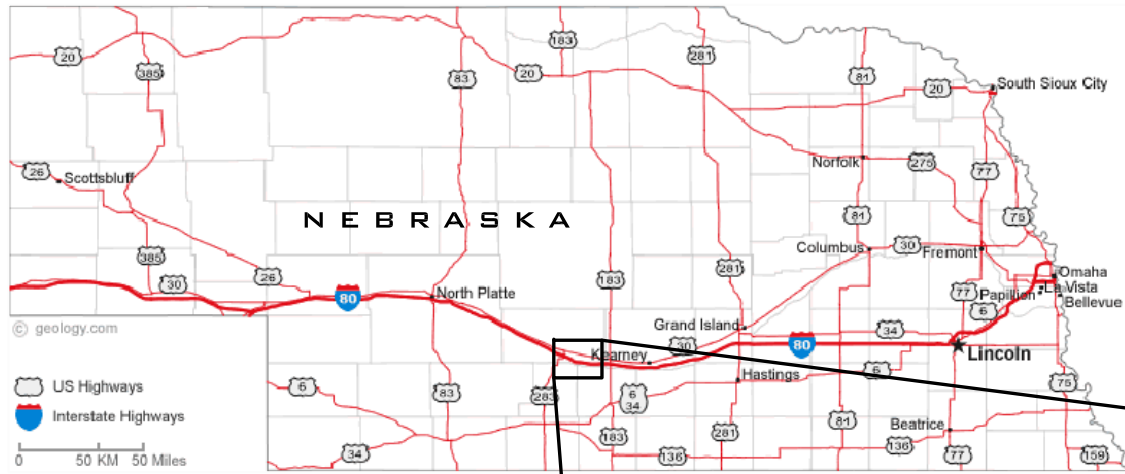 183
281
20
385
83
20
81
20
South Sioux City
26
Scottsbluff
Norfolk
275
77
NEBRASKA
81
75
385
30
26
183
281
Columbus
30
Fremont
80
North Platte
Omaha
La Vista
Papillion
Bellevue
77
6
© geology.com
Grand Island
34
Kearney
30
80
Lincoln
US Highways
6
83
283
6
34
Hastings
6
75
Interstate Highways
183
281
81
Beatrice
0 50 KM 50 Miles
34
136
136
77
159